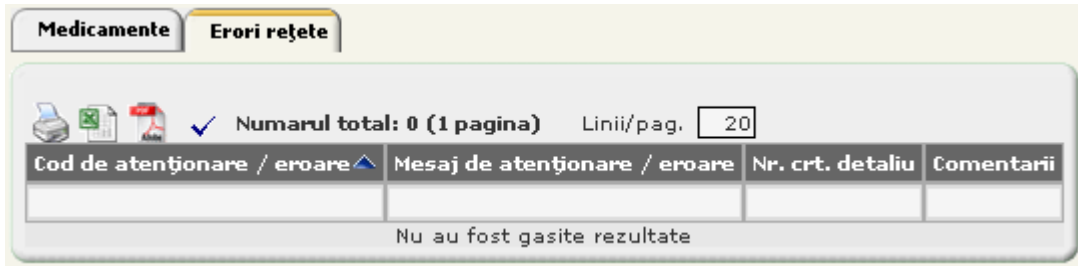 Medicamente Erori rețete
Numarul total: 0 (1 pagina) Linii/pag. 20
Cod de atenționare / eroare Mesaj de atenționare / eroare Nr. crt. detaliu Comentarii
Nu au fost gasite rezultate